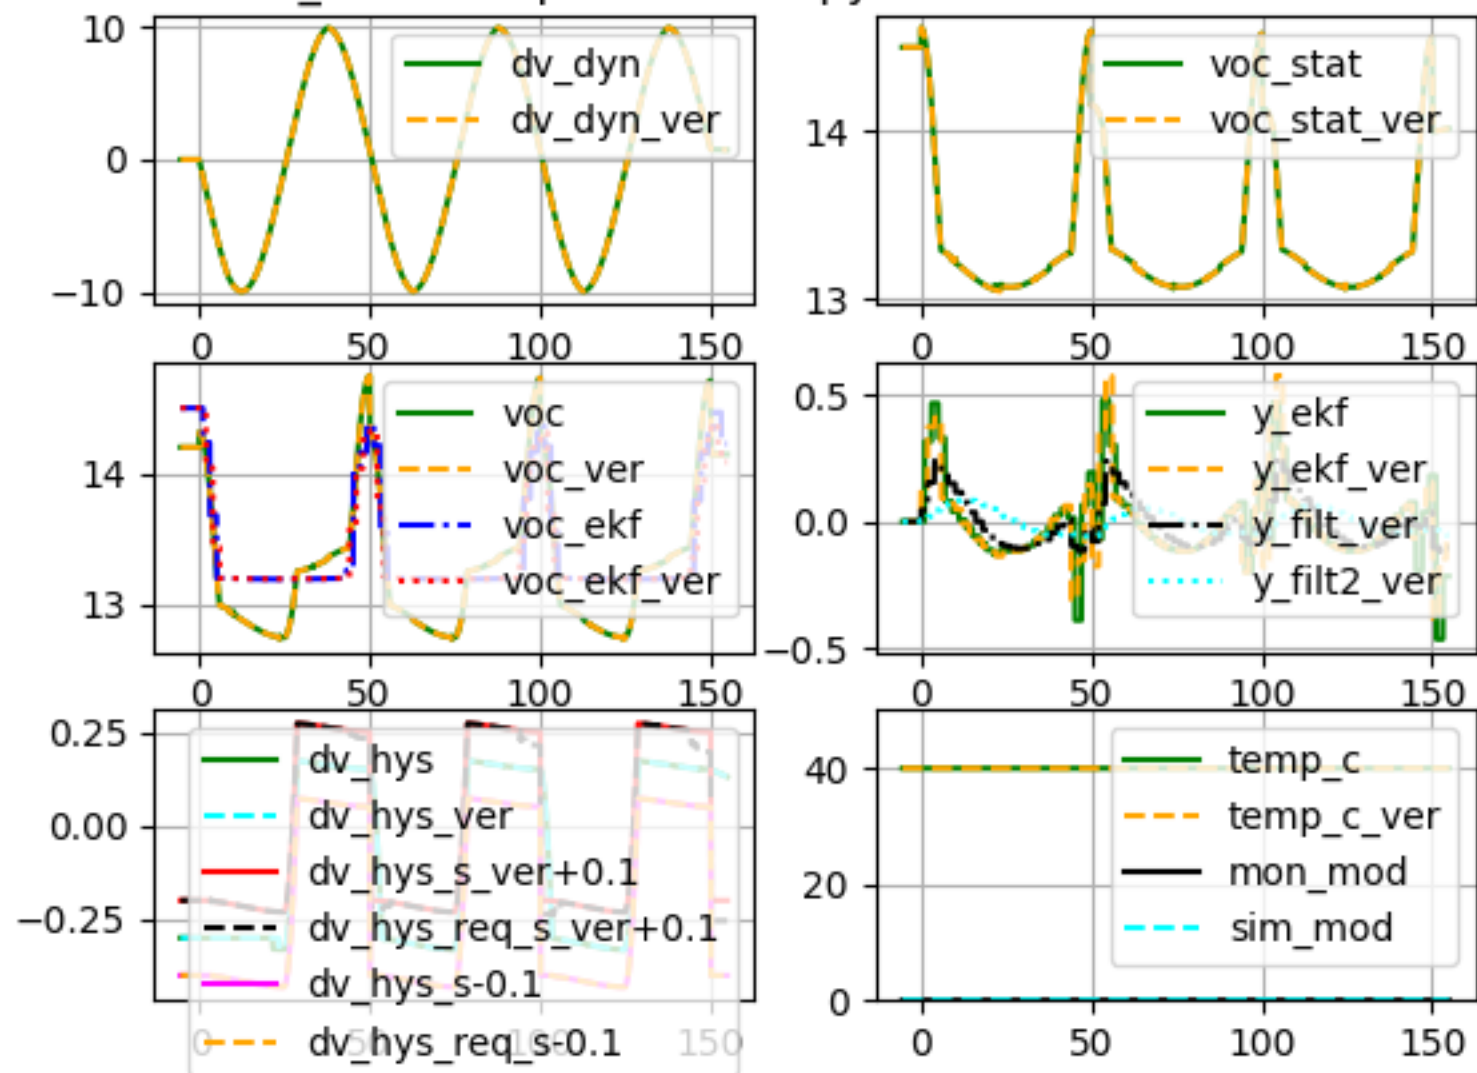 10
0
−10
dv_dyn
dv_dyn_ver
0 50 100 150
14
13
voc_stat
voc_stat_ver
0 50 100 150
14
13
voc
voc_ver
voc_ekf
voc_ekf_ver
0 50 100 150
0.5
0.0
−0.5
y_ekf
y_ekf_ver
y_filt_ver
y_filt2_ver
0 50 100 150
0.25
0.00
−0.25
dv_hys
dv_hys_ver
dv_hys_s_ver+0.1
dv_hys_req_s_ver+0.1
dv_hys_s-0.1
dv_hys_req_s-0.1
0 50 100 150
40
20
0
temp_c
temp_c_ver
mon_mod
sim_mod
0 50 100 150